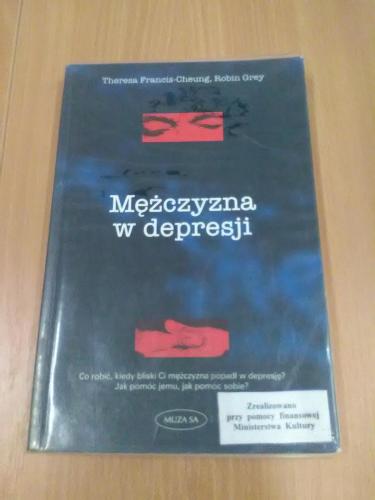 Theresa Francis-Cheung, Robin Grey
Mężczyzna
w depresji
Co robić, kiedy bliski Ci mężczyzna popadł w depresję?
Jak pomóc jemu, jak pomóc sobie?
MUZA SA
Zrealizowano
przy pomocy finansowej
Ministerstwa Kultury